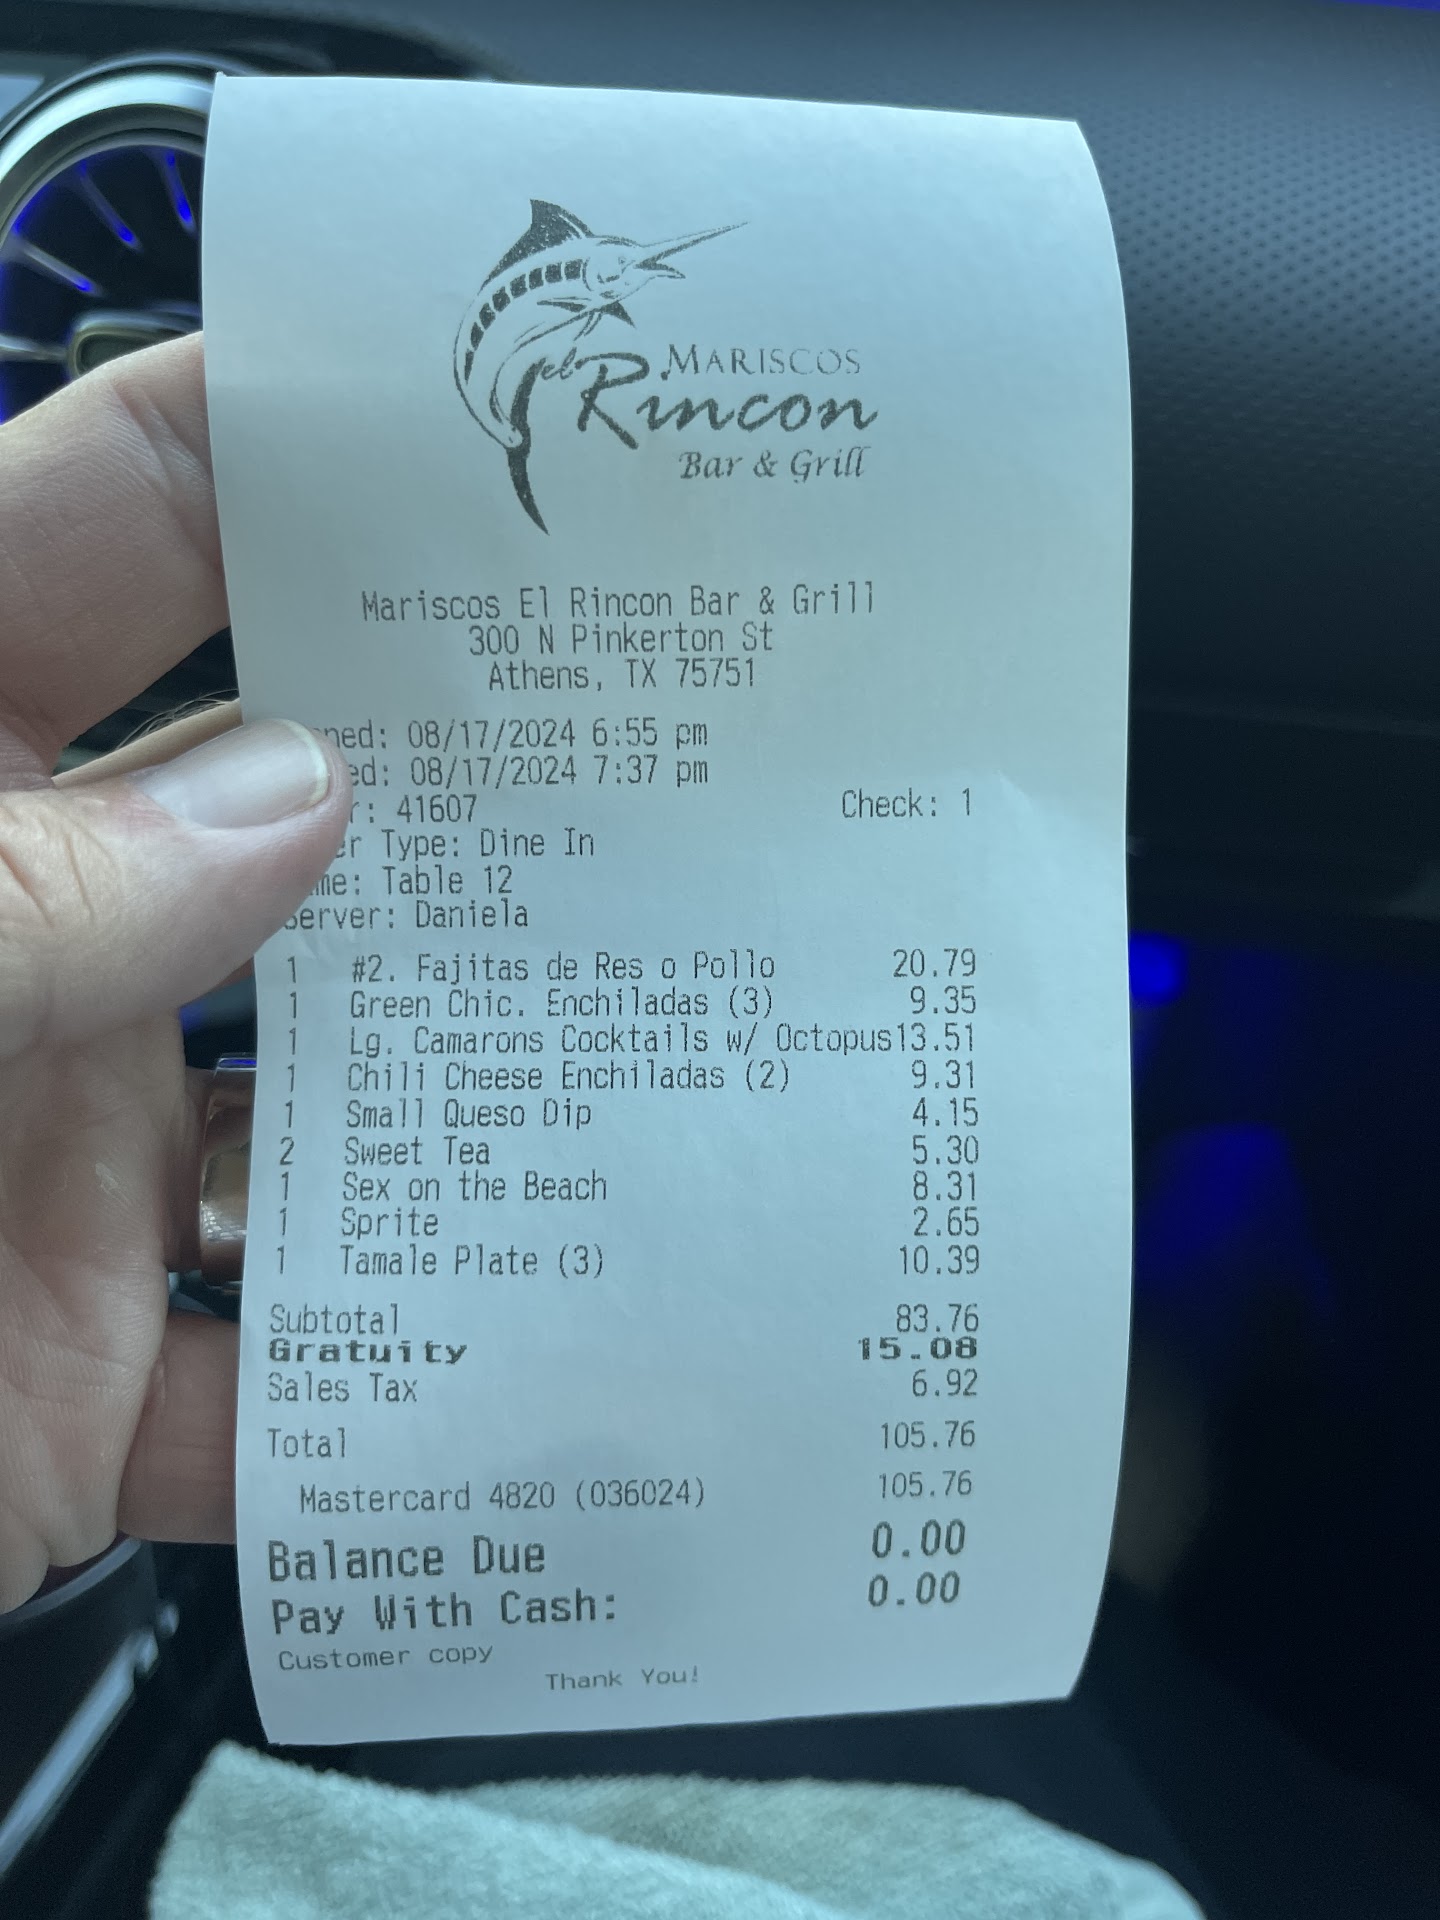 MARISCOS
el Rincon
Bar & Grill
Mariscos El Rincon Bar & Grill
300 N Pinkerton St
Athens, TX 75751
08/17/2024 6:55 pm
08/17/2024 7:37 pm
41607 Check: 1
Type: Dine In
Table 12
Server: Daniela
1 #2. Fajitas de Res o Pollo 20.79
1 Green Chic. Enchiladas (3) 9.35
1 Lg. Camarons Cocktails w/ Octopus13.51
1 Chili Cheese Enchiladas (2) 9.31
1 Small Queso Dip 4.15
2 Sweet Tea 5.30
1 Sex on the Beach 8.31
1 Sprite 2.65
1 Tamale Plate (3) 10.39
Subtotal 83.76
Gratuity 15.08
Sales Tax 6.92
Total 105.76
Mastercard 4820 (036024) 105.76
Balance Due 0.00
Pay With Cash: 0.00
Customer copy
Thank You!